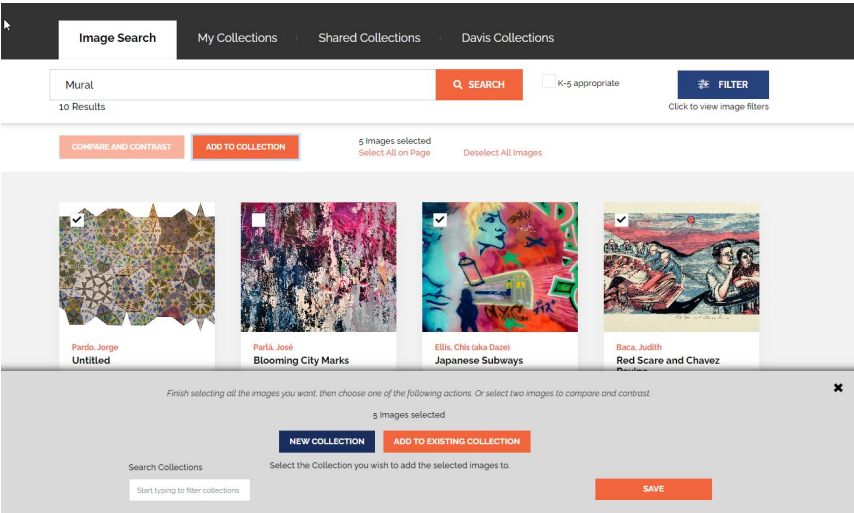 Image Search My Collections Shared Collections Davis Collections
Mural SEARCH K-5 appropriate FILTER
10 Results Click to view image filters
COMPARE AND CONTRAST ADD TO COLLECTION 5 Images selected
Select All on Page Deselect All Images
Pardo, Jorge Parlá, José Ellis, Chis (aka Daze) Baca, Judith
Untitled Blooming City Marks Japanese Subways Red Scare and Chavez
Finish selecting all the images you want, then choose one of the following actions. Or select two images to compare and contrast.
5 Images selected
NEW COLLECTION ADD TO EXISTING COLLECTION
Search Collections Select the Collection you wish to add the selected images to.
Start typing to filter collections SAVE